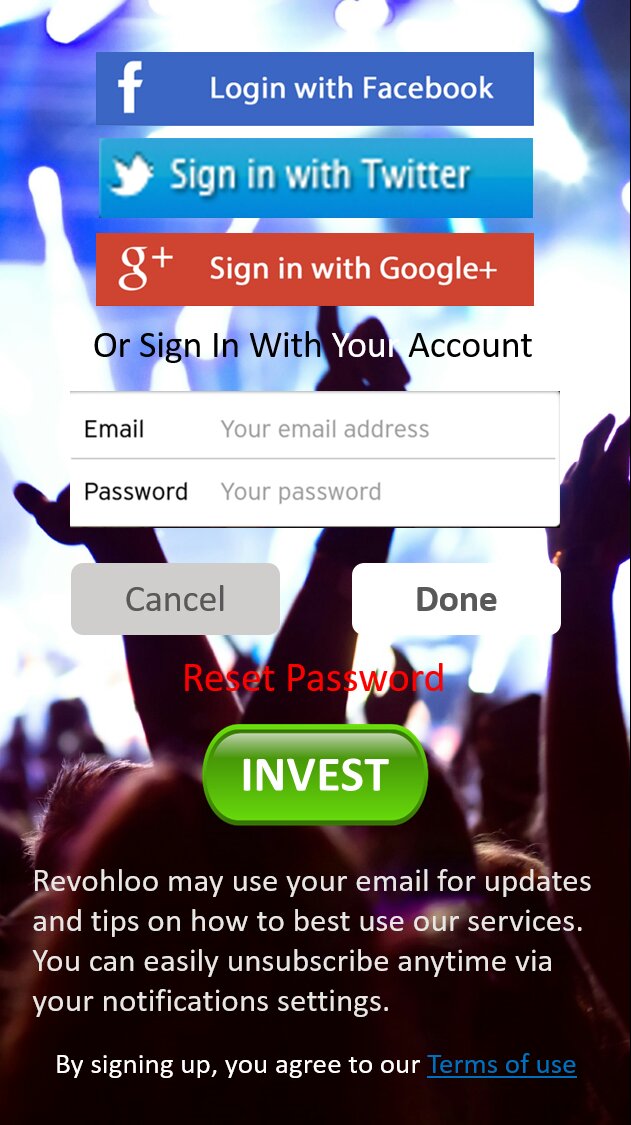 f Login with Facebook
Sign in with Twitter
g+ Sign in with Google+
Or Sign In With Your Account
Email Your email address
Password Your password
Cancel Done
Reset Password
INVEST
Revohloo may use your email for updates
and tips on how to best use our services.
You can easily unsubscribe anytime via
your notifications settings.
By signing up, you agree to our Terms of use